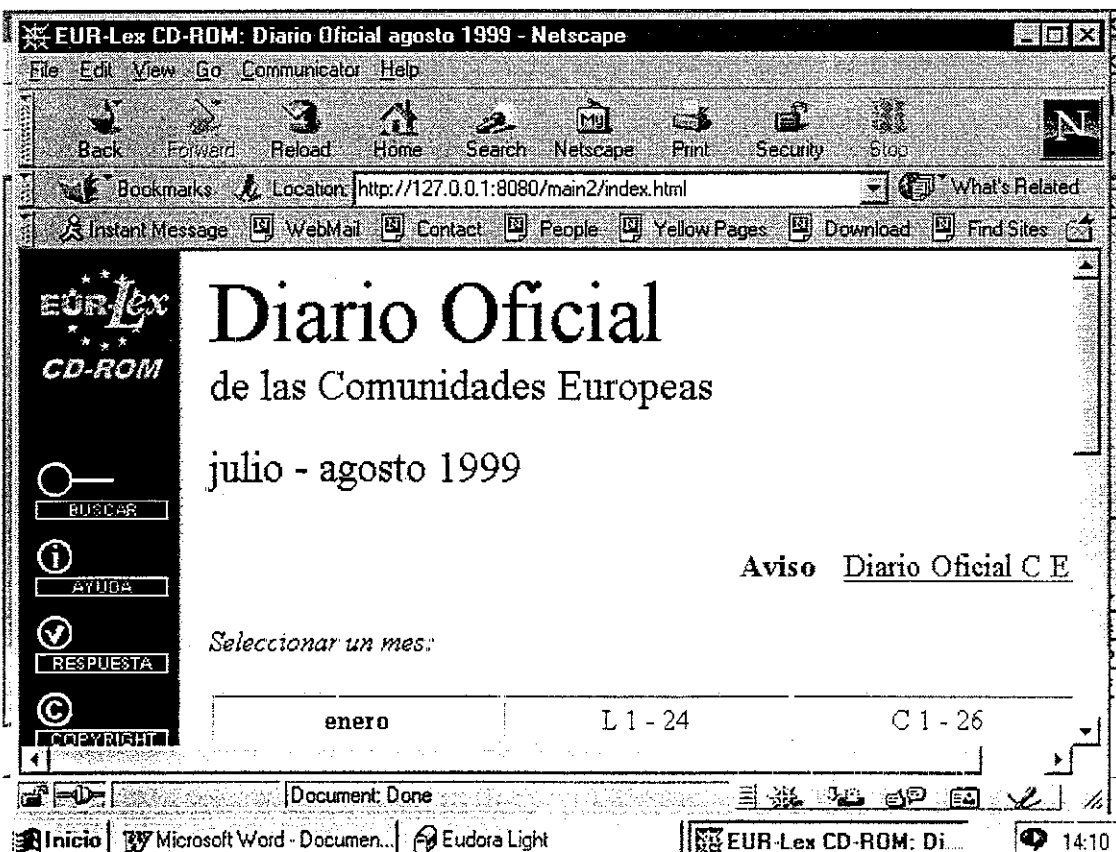 EUR-Lex CD-ROM: Diario Oficial agosto 1999 - Netscape
File Edit View Go Communicator Help
Back Forward Reload Home Search Netscape Print Security Stop
My
N
Bookmarks Location: http://127.0.0.1:8080/main2/index.html What's Related
Instant Message WebMail Contact People Yellow Pages Download Find Sites
EUR-Lex
CD-ROM
Diario Oficial
de las Comunidades Europeas
julio - agosto 1999
BUSCAR
AYUDA
Aviso Diario Oficial C E
RESPUESTA
Seleccionar un mes:
COPYRIGHT
enero L 1 - 24 C 1 - 26
Document: Done
Inicio Microsoft Word - Documen... Eudora Light EUR-Lex CD-ROM: Di... 14:10